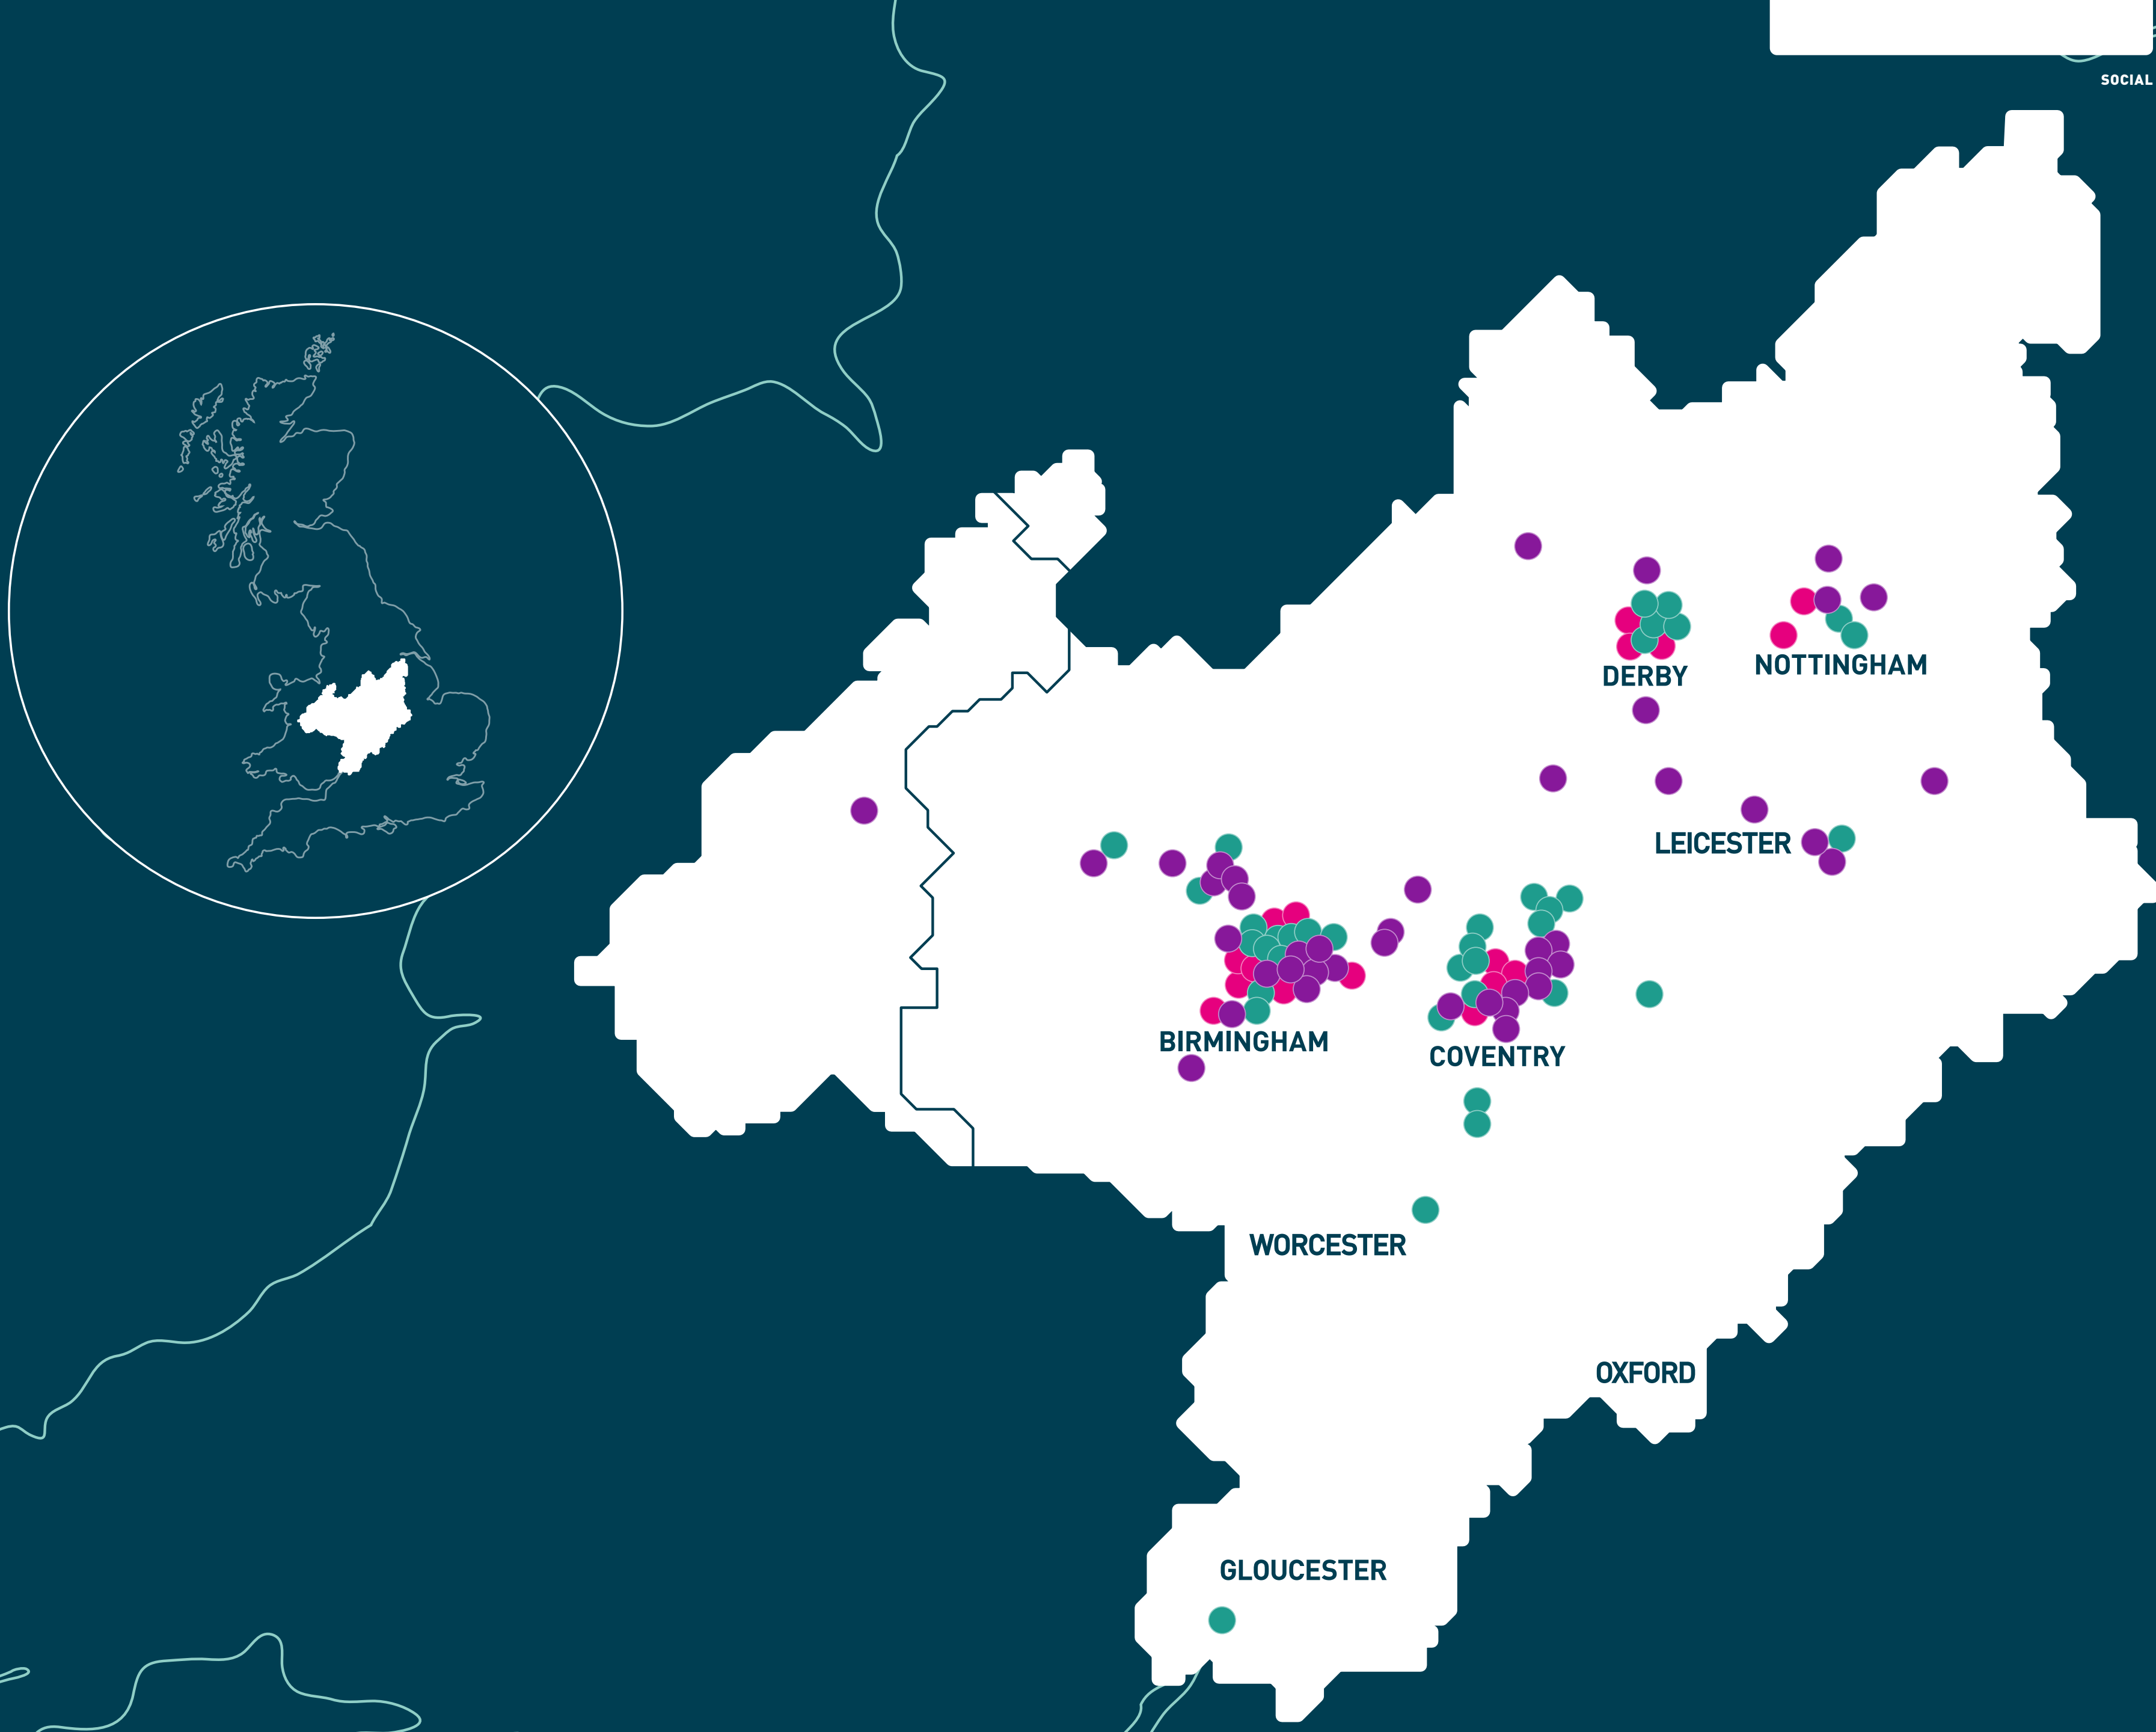 SOCIAL
DERBY
NOTTINGHAM
LEICESTER
BIRMINGHAM
COVENTRY
WORCESTER
OXFORD
GLOUCESTER